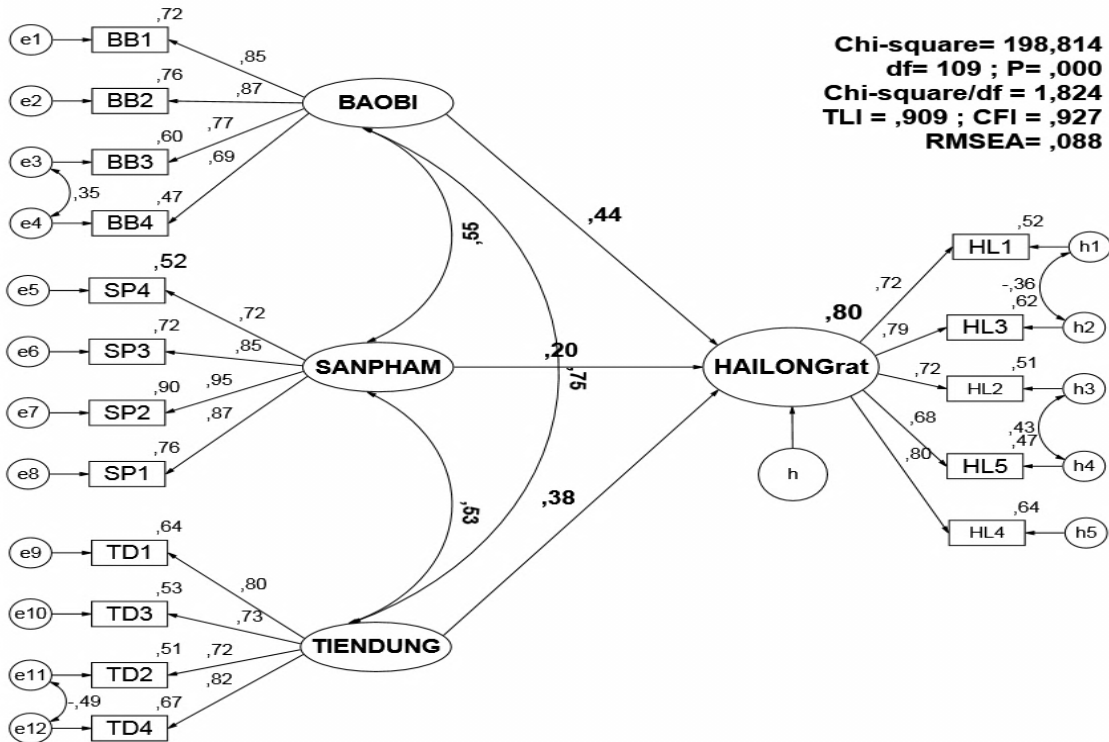 Chi-square= 198,814
df= 109 ; P= ,000
Chi-square/df = 1,824
TLI = ,909 ; CFI = ,927
RMSEA= ,088
,72
e1
BB1
,85
,76
e2
BB2
,87
,60
e3
BB3
,77
,35
,47
e4
BB4
,69
BAOBI
,52
e5
SP4
,72
,72
e6
SP3
,85
,90
e7
SP2
,95
,76
e8
SP1
,87
SANPHAM
,64
e9
TD1
,80
,53
e10
TD3
,73
,51
e11
TD2
,72
-,49
,67
e12
TD4
,82
TIENDUNG
,55
,75
,53
,44
,20
,38
,80
HAILONGrat
h
,72
,52
HL1
h1
-,36
,79
,62
HL3
h2
,72
,51
HL2
h3
,43
,68
,47
HL5
h4
,80
,64
HL4
h5